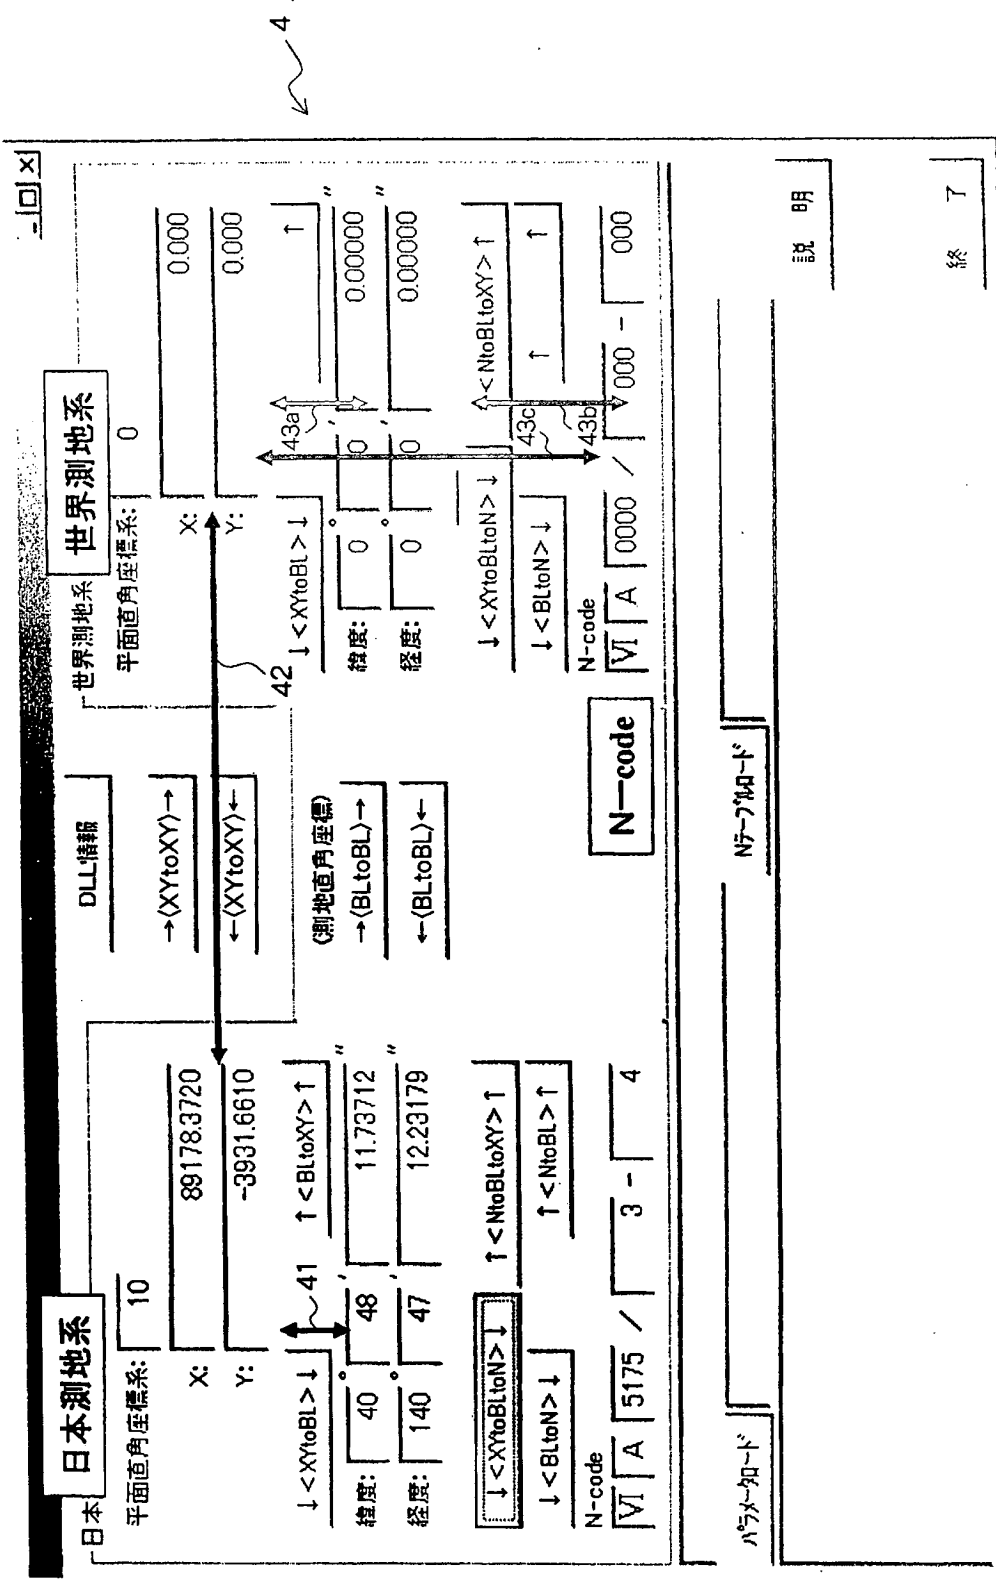 4
日本測地系
世界測地系
日本
世界測地系
平面直角座標系: 10
X: 89178.3720
Y: -3931.6610
↓<XYtoBL>↓ ↑<BLtoXY>↑
41
緯度: 40 ° 48 ′ 11.73712 ″
経度: 140 ° 47 ′ 12.23179 ″
↓<XYtoBLtoN>↓ ↑<NtoBLtoXY>↑
↓<BLtoN>↓ ↑<NtoBL>↑
N-code
VI A 5175 / 3 - 4
DLL情報
→〈XYtoXY〉→
←〈XYtoXY〉←
42
〈測地直角座標〉
→〈BLtoBL〉→
←〈BLtoBL〉←
N—code
平面直角座標系: 0
X: 0.000
Y: 0.000
↓<XYtoBL>↓ ↑
43a
緯度: 0 ° 0 ′ 0.00000 ″
経度: 0 ° 0 ′ 0.00000 ″
↓<XYtoBLtoN>↓ <NtoBLtoXY>↑
43c
↓<BLtoN>↓ ↑ ↑
43b
N-code
VI A 0000 / 000 - 000
パラメータロード
Nテーブルロード
説 明
終 了